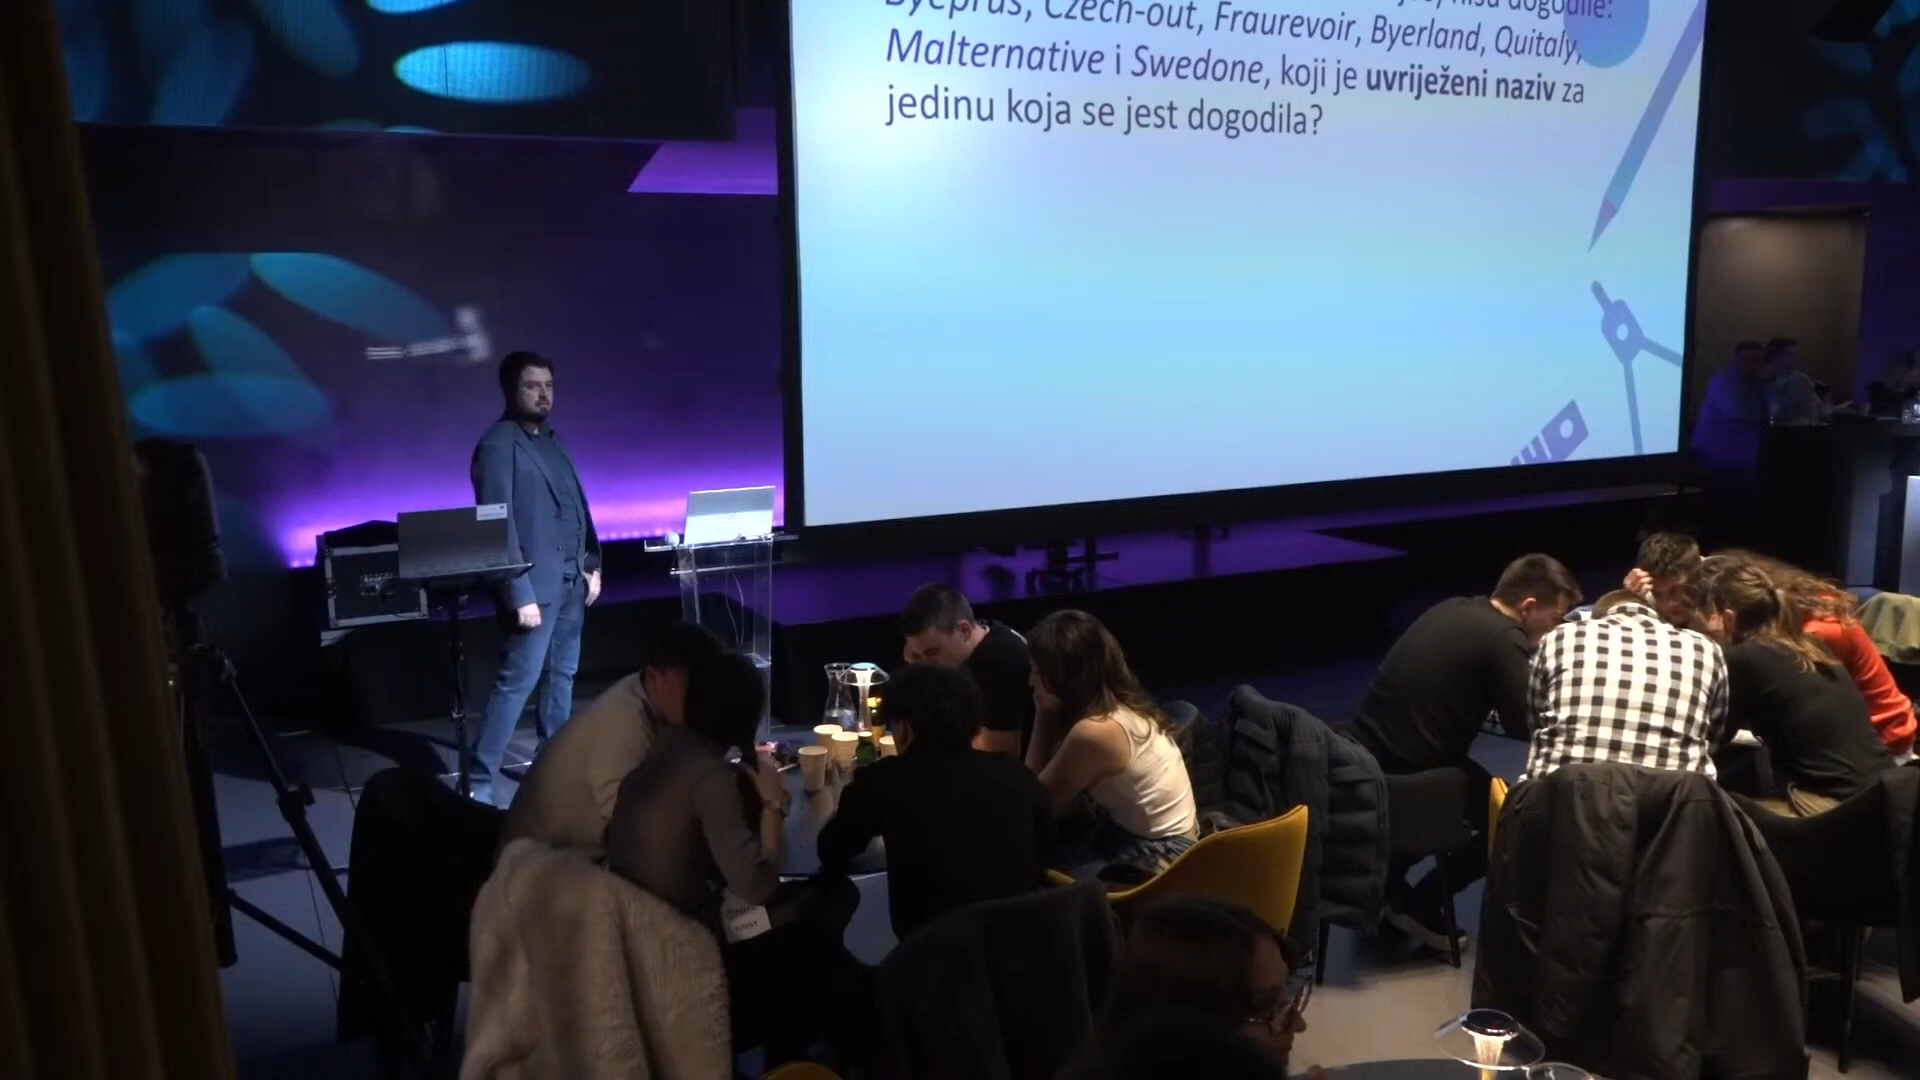 Byeprus, Czech-out, Fraurevoir, Byerland, Quitaly,
Malternative i Swedone, koji je uvriježeni naziv za
jedinu koja se jest dogodila?